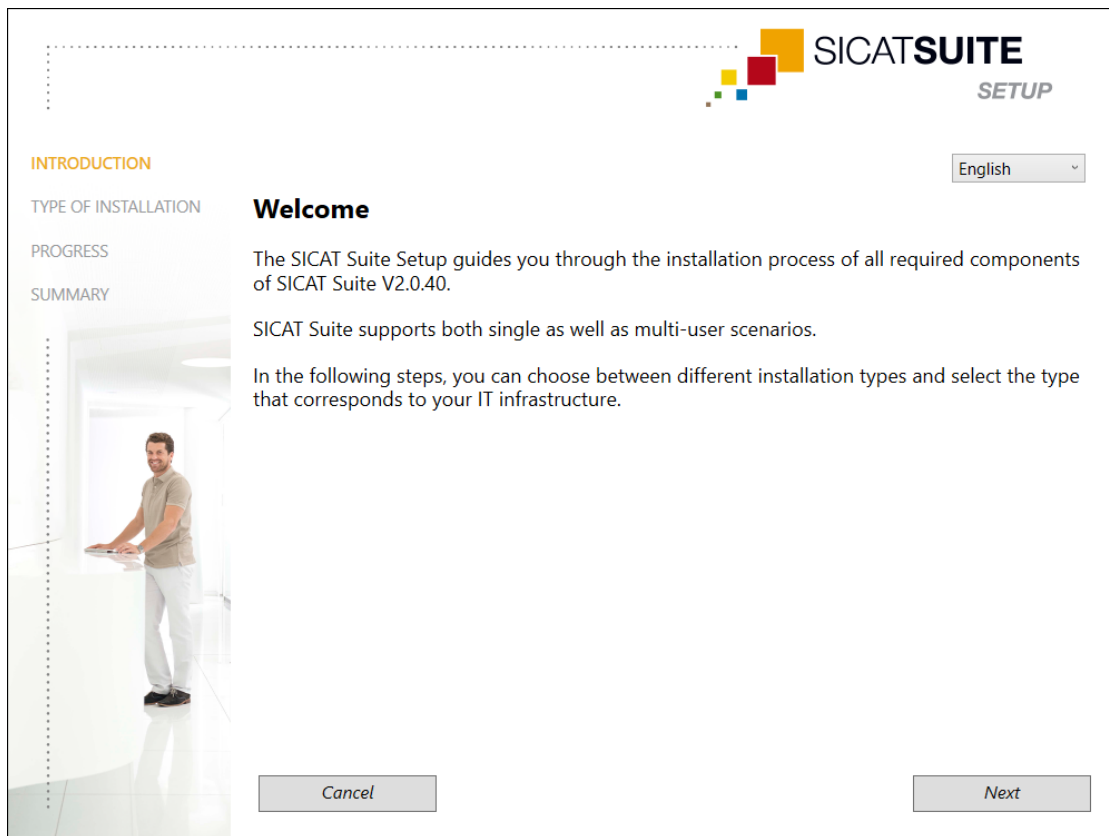 SICATSUITE
SETUP
INTRODUCTION
TYPE OF INSTALLATION
PROGRESS
SUMMARY
English
Welcome
The SICAT Suite Setup guides you through the installation process of all required components
of SICAT Suite V2.0.40.
SICAT Suite supports both single as well as multi-user scenarios.
In the following steps, you can choose between different installation types and select the type
that corresponds to your IT infrastructure.
Cancel
Next